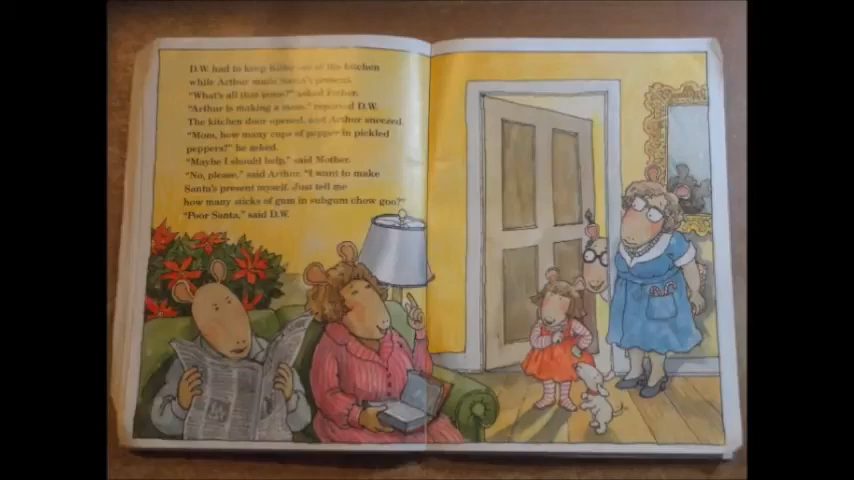 D.W. had to keep Killer out of the kitchen
while Arthur made Santa's present.
"What's all that noise?" asked Father.
"Arthur is making a mess," reported D.W.
The kitchen door opened, and Arthur sneezed.
"Mom, how many cups of pepper in pickled
peppers?" he asked.
"Maybe I should help," said Mother.
"No, please," said Arthur. "I want to make
Santa's present myself. Just tell me
how many sticks of gum in subgum chow goo?"
"Poor Santa," said D.W.